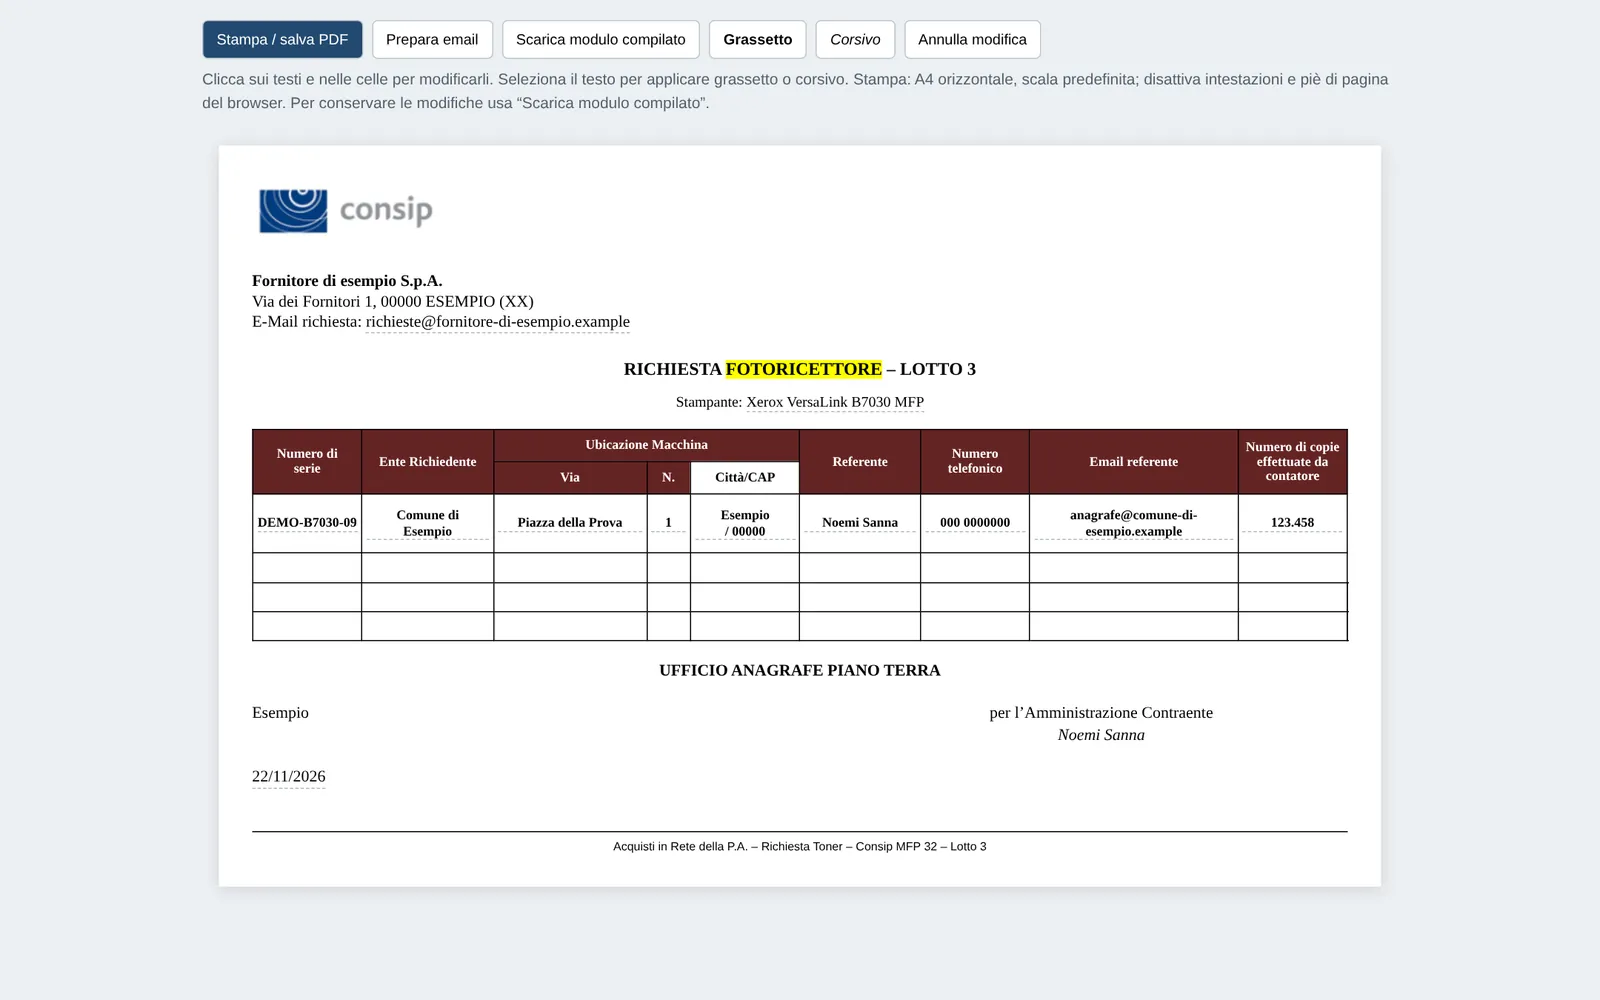 Stampa / salva PDF
Prepara email
Scarica modulo compilato
Grassetto
Corsivo
Annulla modifica
Clicca sui testi e nelle celle per modificarli. Seleziona il testo per applicare grassetto o corsivo. Stampa: A4 orizzontale, scala predefinita; disattiva intestazioni e piè di pagina
del browser. Per conservare le modifiche usa “Scarica modulo compilato”.
consip
Fornitore di esempio S.p.A.
Via dei Fornitori 1, 00000 ESEMPIO (XX)
E-Mail richiesta: richieste@fornitore-di-esempio.example
RICHIESTA FOTORICETTORE – LOTTO 3
Stampante: Xerox VersaLink B7030 MFP
Numero di
serie
Ente Richiedente
Ubicazione Macchina
Via
N.
Città/CAP
Referente
Numero
telefonico
Email referente
Numero di copie
effettuate da
contatore
DEMO-B7030-09
Comune di
Esempio
Piazza della Prova
1
Esempio
/ 00000
Noemi Sanna
000 0000000
anagrafe@comune-di-
esempio.example
123.458
UFFICIO ANAGRAFE PIANO TERRA
Esempio
per l’Amministrazione Contraente
Noemi Sanna
22/11/2026
Acquisti in Rete della P.A. – Richiesta Toner – Consip MFP 32 – Lotto 3